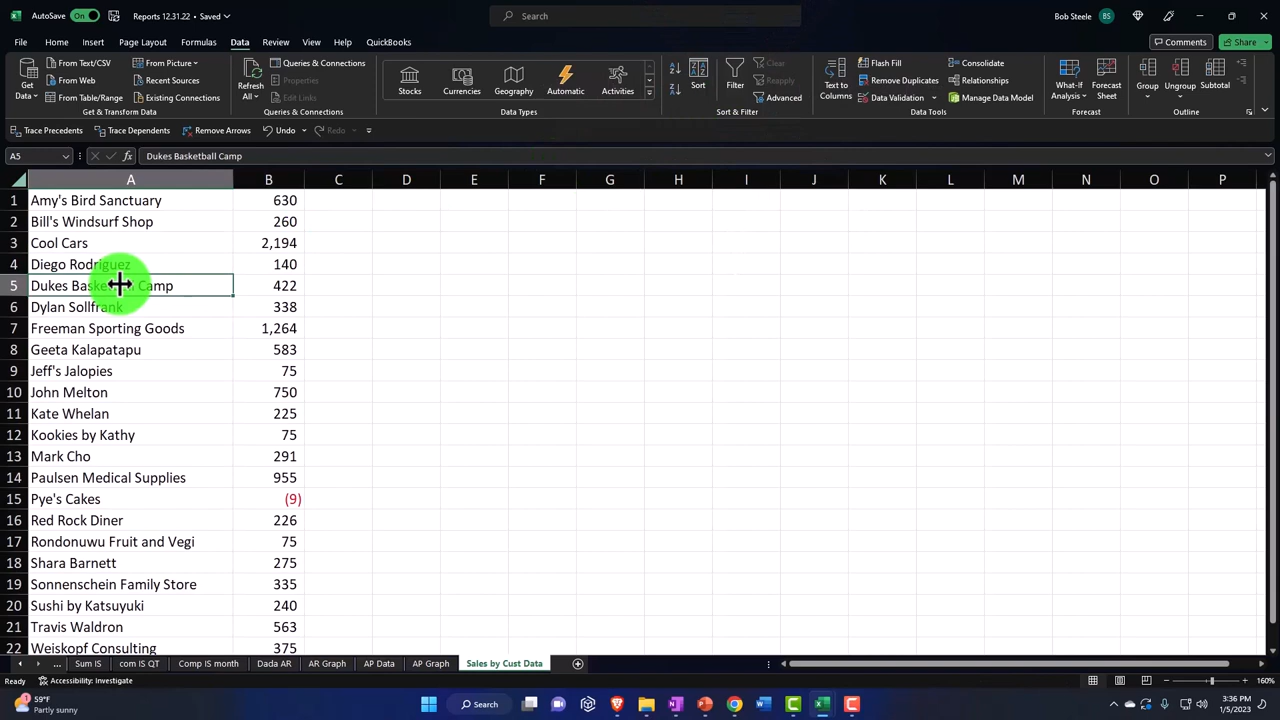 AutoSave On Reports 12.31.22 • Saved Search Bob Steele BS
File Home Insert Page Layout Formulas Data Review View Help QuickBooks Comments Share
Get Data From Text/CSV From Picture Refresh All Queries & Connections Stocks Currencies Geography Automatic Activities Sort Filter Clear Text to Columns Flash Fill Consolidate What-If Analysis Forecast Sheet Group Ungroup Subtotal
From Web Recent Sources Properties Reapply Remove Duplicates Relationships
From Table/Range Existing Connections Edit Links Advanced Data Validation Manage Data Model
Get & Transform Data Queries & Connections Data Types Sort & Filter Data Tools Forecast Outline
Trace Precedents Trace Dependents Remove Arrows Undo Redo
A5 fx Dukes Basketball Camp
A B C D E F G H I J K L M N O P
1 Amy's Bird Sanctuary 630
2 Bill's Windsurf Shop 260
3 Cool Cars 2,194
4 Diego Rodriguez 140
5 Dukes Basketball Camp 422
6 Dylan Sollfrank 338
7 Freeman Sporting Goods 1,264
8 Geeta Kalapatapu 583
9 Jeff's Jalopies 75
10 John Melton 750
11 Kate Whelan 225
12 Kookies by Kathy 75
13 Mark Cho 291
14 Paulsen Medical Supplies 955
15 Pye's Cakes (9)
16 Red Rock Diner 226
17 Rondonuwu Fruit and Vegi 75
18 Shara Barnett 275
19 Sonnenschein Family Store 335
20 Sushi by Katsuyuki 240
21 Travis Waldron 563
22 Weiskopf Consulting 375
... Sum IS com IS QT Comp IS month Dada AR AR Graph AP Data AP Graph Sales by Cust Data
Ready Accessibility: Investigate 160%
1 59°F Partly sunny Search 3:36 PM 1/5/2023